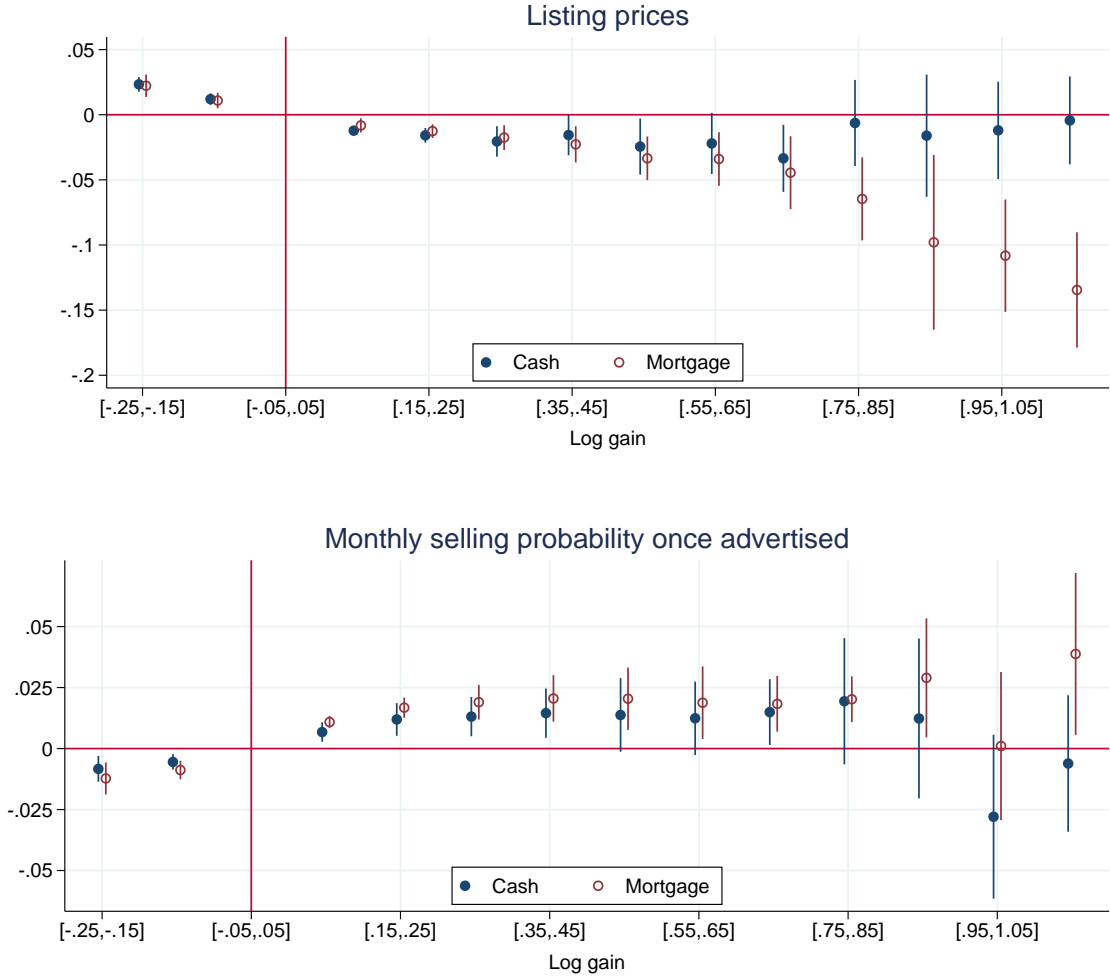 Listing prices
.05
0
-.05
-.1
-.15
-.2
Cash Mortgage
[-.25,-.15] [-.05,.05] [.15,.25] [.35,.45] [.55,.65] [.75,.85] [.95,1.05]
Log gain
Monthly selling probability once advertised
.05
.025
0
-.025
-.05
Cash Mortgage
[-.25,-.15] [-.05,.05] [.15,.25] [.35,.45] [.55,.65] [.75,.85] [.95,1.05]
Log gain